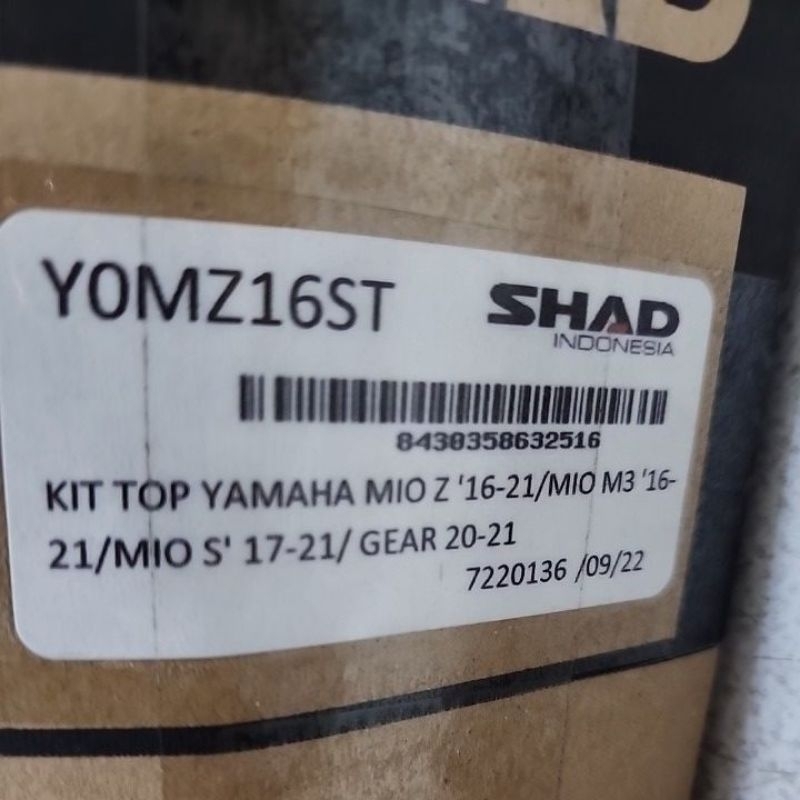 Y0MZ16ST
SHAD
INDONESIA
8430358632516
KIT TOP YAMAHA MIO Z '16-21/MIO M3 '16-
21/MIO S' 17-21/ GEAR 20-21
7220136 /09/22